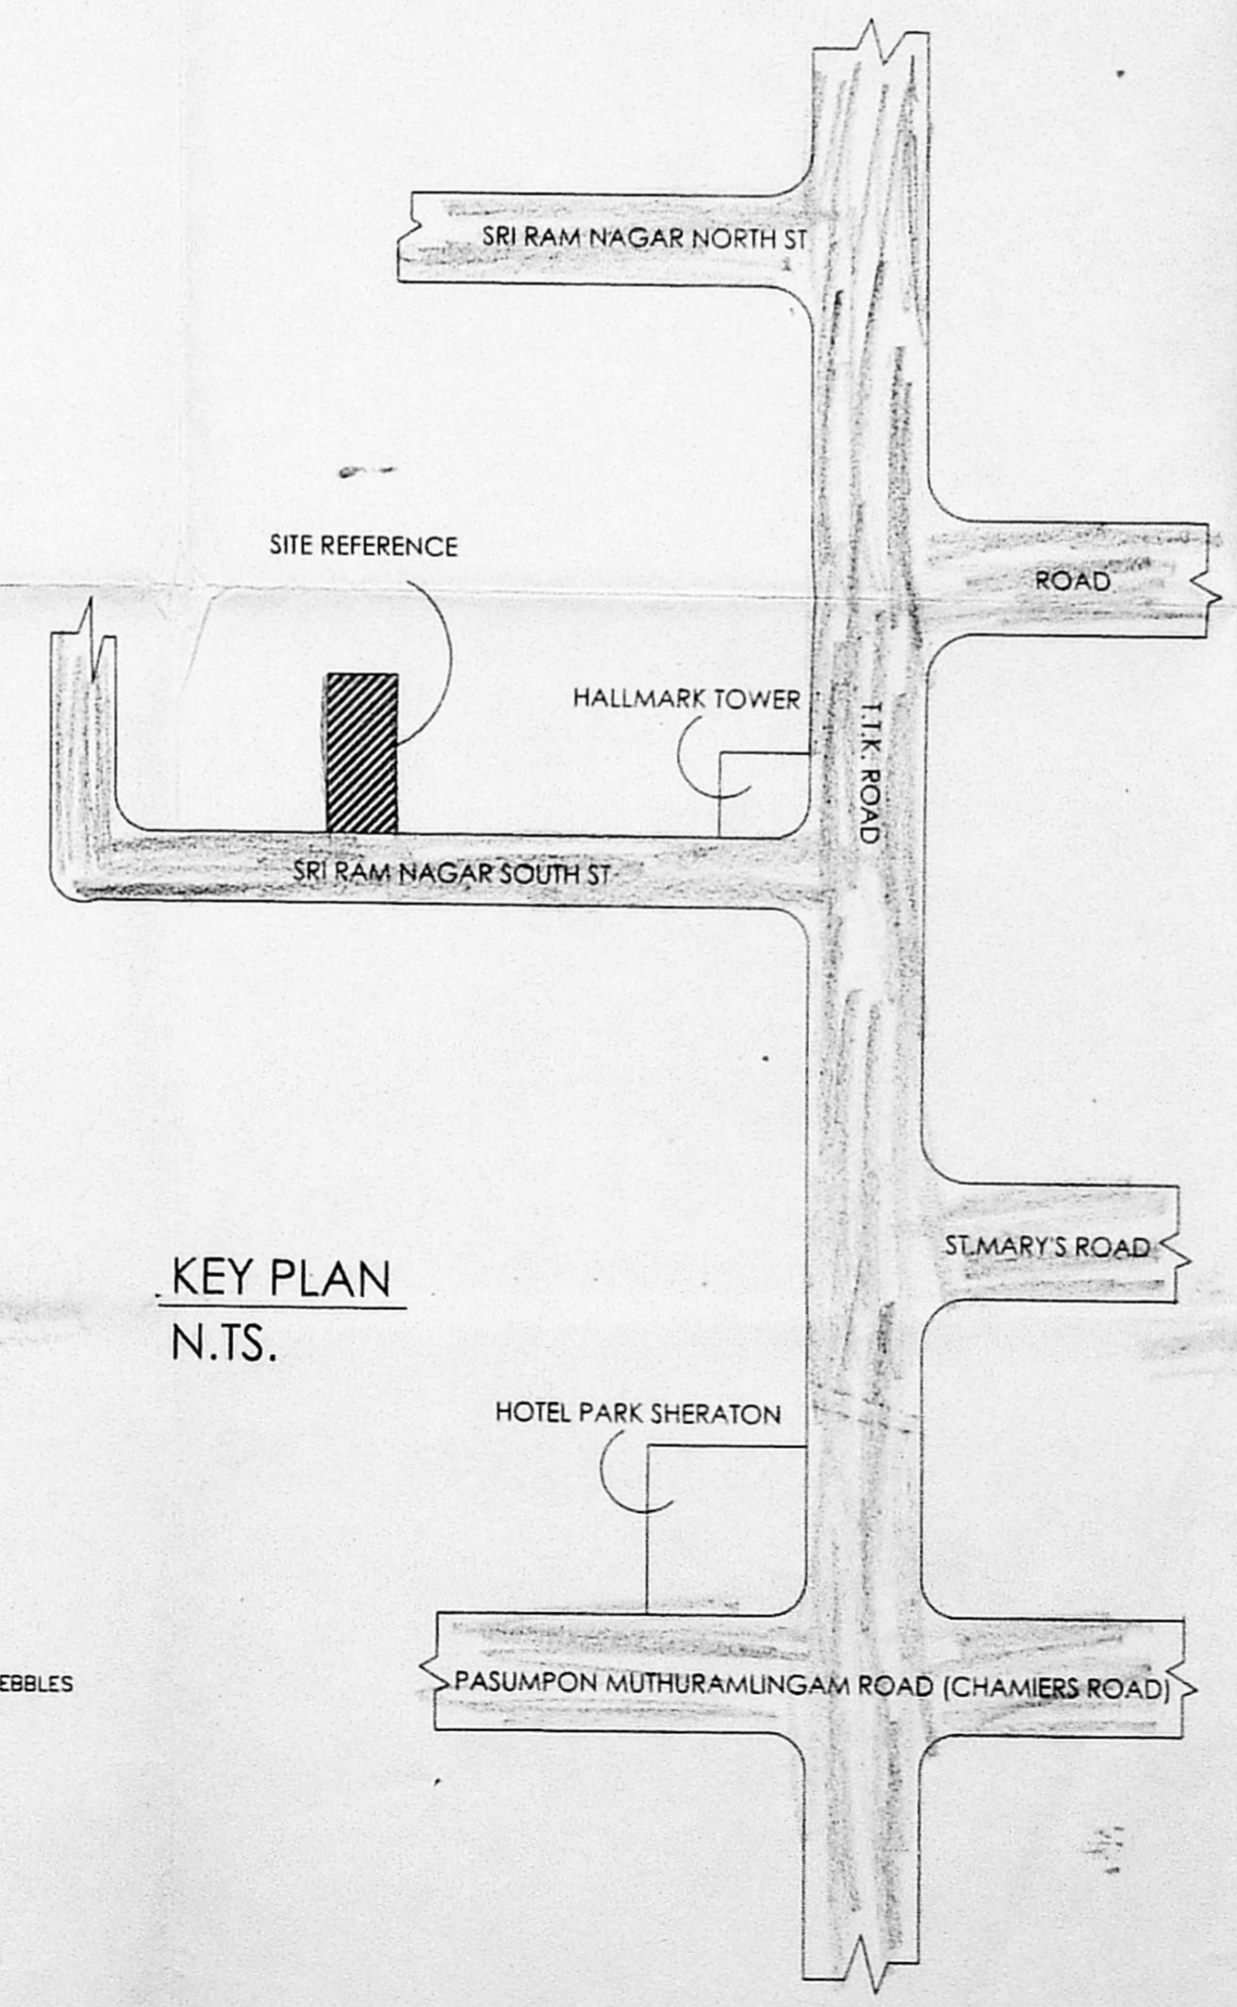 SRI RAM NAGAR NORTH ST
SITE REFERENCE
ROAD
HALLMARK TOWER
T.T.K. ROAD
SRI RAM NAGAR SOUTH ST
ST.MARY'S ROAD
KEY PLAN
N.TS.
HOTEL PARK SHERATON
EBBLES
PASUMPON MUTHURAMLINGAM ROAD (CHAMIERS ROAD)